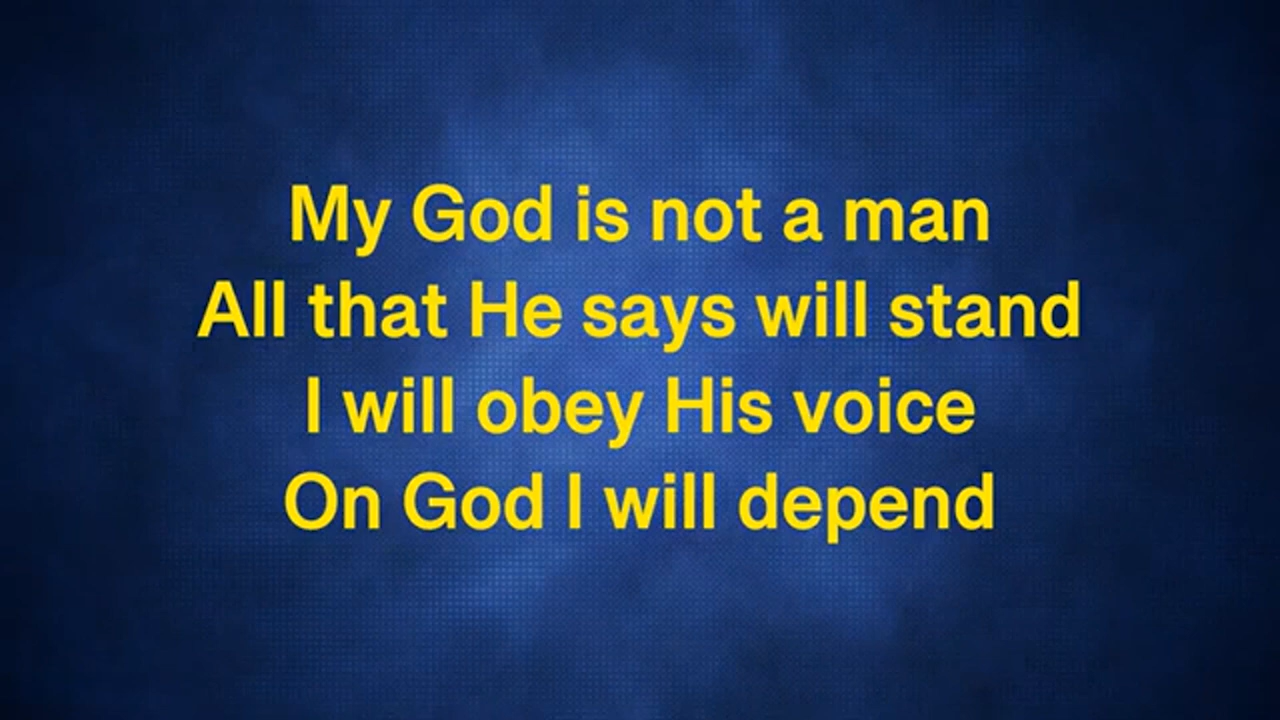 My God is not a man
All that He says will stand
I will obey His voice
On God I will depend